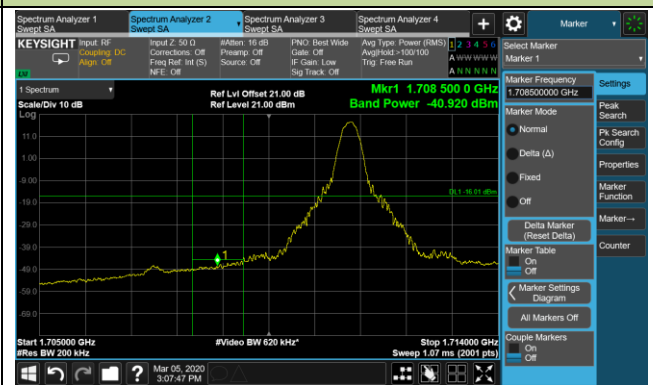 Spectrum Analyzer 1
Swept SA
Spectrum Analyzer 2
Swept SA
Spectrum Analyzer 3
Swept SA
Spectrum Analyzer 4
Swept SA
+
Marker
KEYSIGHT
Input: RF
Coupling: DC
Align: Off
Input Z: 50 Ω
Corrections: Off
Freq Ref: Int (S)
NFE: Off
#Atten: 16 dB
Preamp: Off
Source: Off
PNO: Best Wide
Gate: Off
IF Gain: Low
Sig Track: Off
Avg Type: Power (RMS)
Avg|Hold:>100/100
Trig: Free Run
1 2 3 4 5 6
A W W W W W
A N N N N N
Select Marker
Marker 1
1 Spectrum
Scale/Div 10 dB
Log
Ref Lvl Offset 21.00 dB
Ref Level 21.00 dBm
Mkr1 1.708 500 0 GHz
Band Power -40.920 dBm
11.0
1.00
-9.00
-19.0
-29.0
-39.0
-49.0
-59.0
-69.0
DL1 -16.01 dBm
1
Start 1.705000 GHz
#Res BW 200 kHz
#Video BW 620 kHz*
Stop 1.714000 GHz
Sweep 1.07 ms (2001 pts)
Marker Frequency
1.708500000 GHz
Marker Mode
Normal
Delta (Δ)
Fixed
Off
Delta Marker
(Reset Delta)
Marker Table
On
Off
Marker Settings
Diagram
All Markers Off
Couple Markers
On
Off
Settings
Peak
Search
Pk Search
Config
Properties
Marker
Function
Marker→
Counter
?
Mar 05, 2020
3:07:47 PM